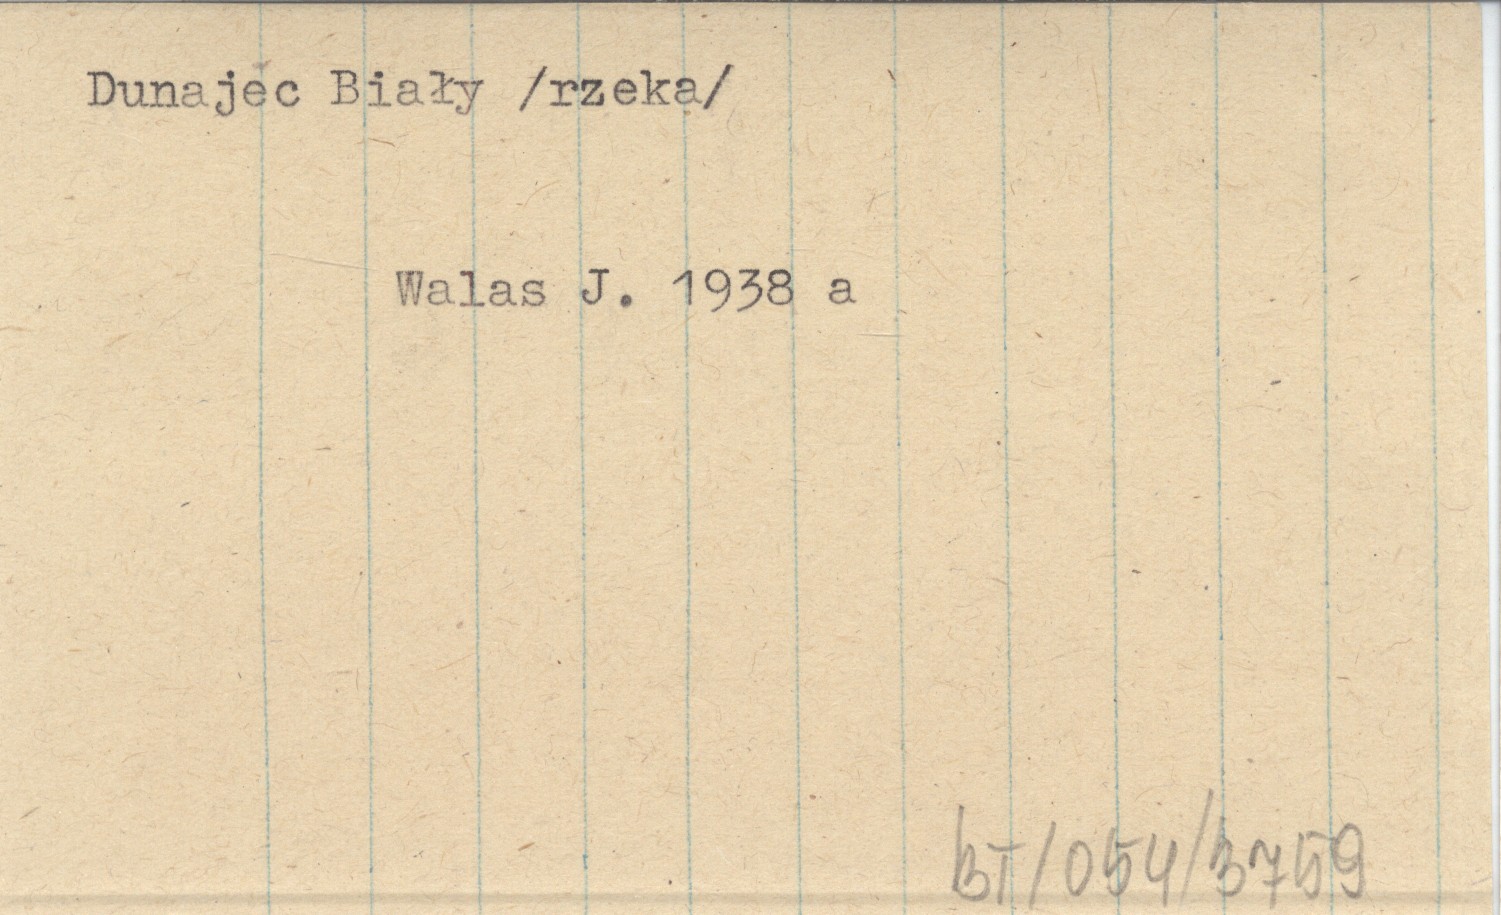 Dunajec Biały /rzeka/
Walas J. 1938 a
BT/054/3759